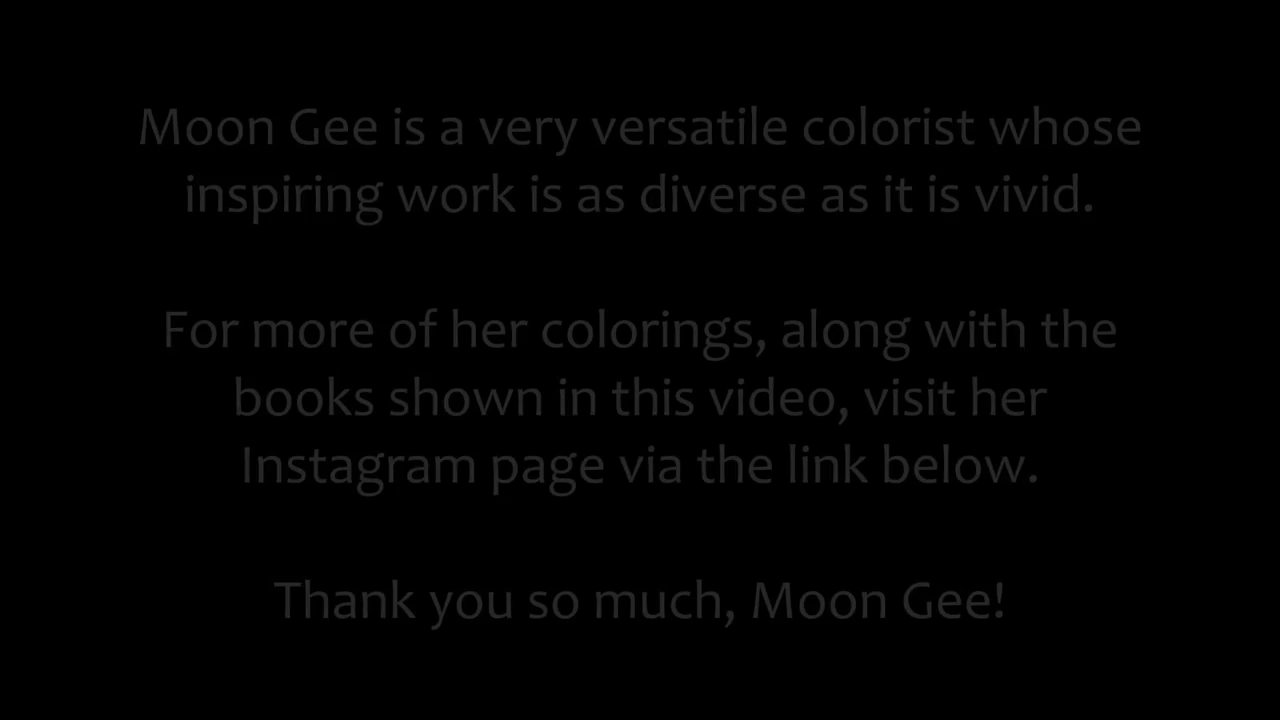 Moon Gee is a very versatile colorist whose
inspiring work is as diverse as it is vivid.
For more of her colorings, along with the
books shown in this video, visit her
Instagram page via the link below.
Thank you so much, Moon Gee!